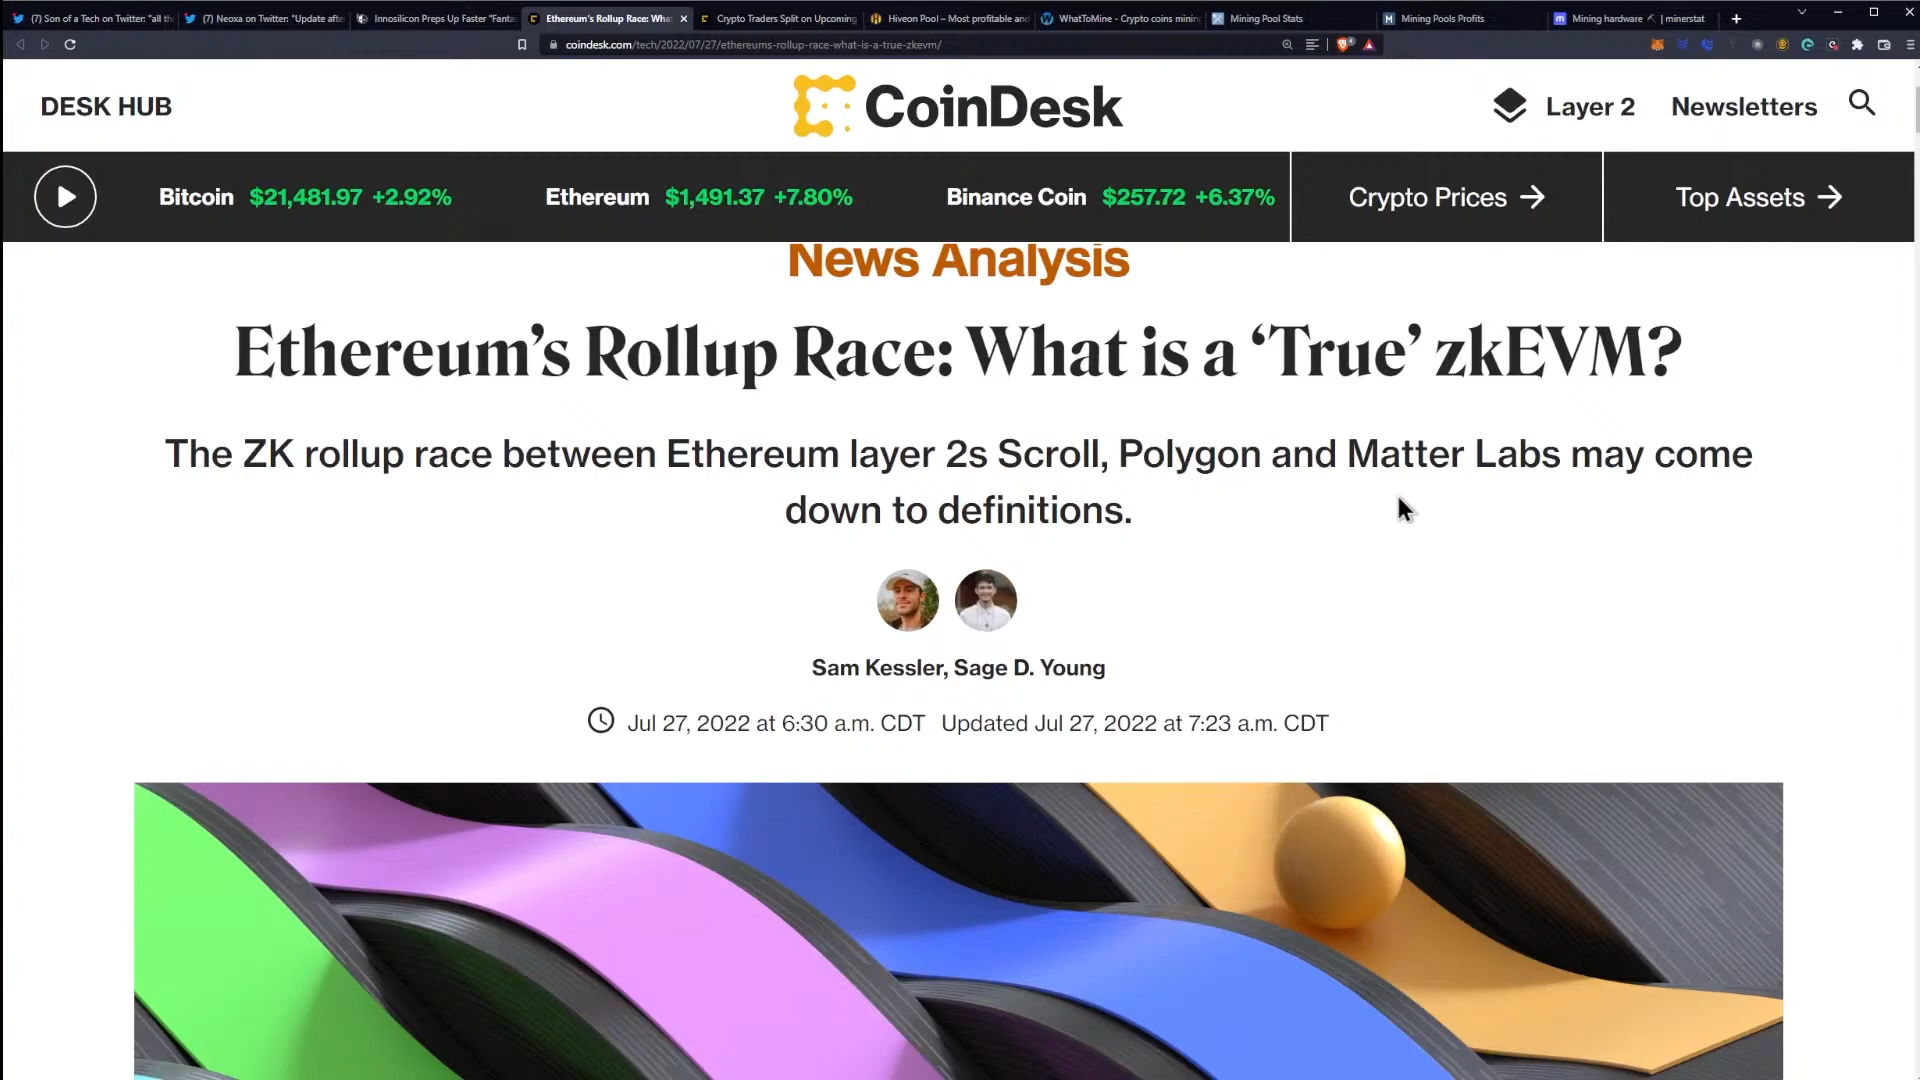 (7) Son of a Tech on Twitter: "all th
(7) Neoxa on Twitter: "Update afte
Innosilicon Preps Up Faster "Fanta
Ethereum's Rollup Race: Wha
Crypto Traders Split on Upcoming
Hiveon Pool – Most profitable and
WhatToMine - Crypto coins mining
Mining Pool Stats
Mining Pools Profits
Mining hardware ⛏ | minerstat
coindesk.com/tech/2022/07/27/ethereums-rollup-race-what-is-a-true-zkevm/
DESK HUB
CoinDesk
Layer 2
Newsletters
Bitcoin $21,481.97 +2.92%
Ethereum $1,491.37 +7.80%
Binance Coin $257.72 +6.37%
Crypto Prices →
Top Assets →
News Analysis
Ethereum’s Rollup Race: What is a ‘True’ zkEVM?
The ZK rollup race between Ethereum layer 2s Scroll, Polygon and Matter Labs may come
down to definitions.
Sam Kessler, Sage D. Young
Jul 27, 2022 at 6:30 a.m. CDT Updated Jul 27, 2022 at 7:23 a.m. CDT